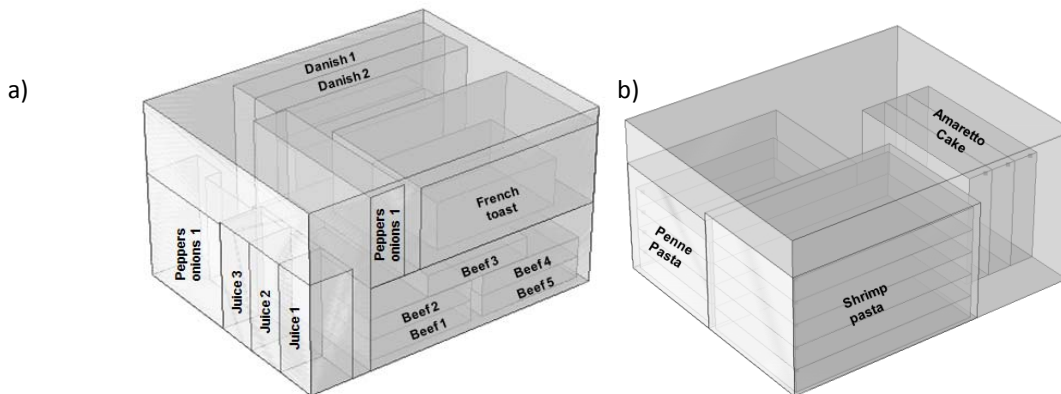 a)
Danish 1
Danish 2
Peppers
onions 1
French
toast
Peppers
onions 1
Juice 3
Juice 2
Juice 1
Beef 3
Beef 4
Beef 2
Beef 5
Beef 1
b)
Amaretto
Cake
Penne
Pasta
Shrimp
pasta